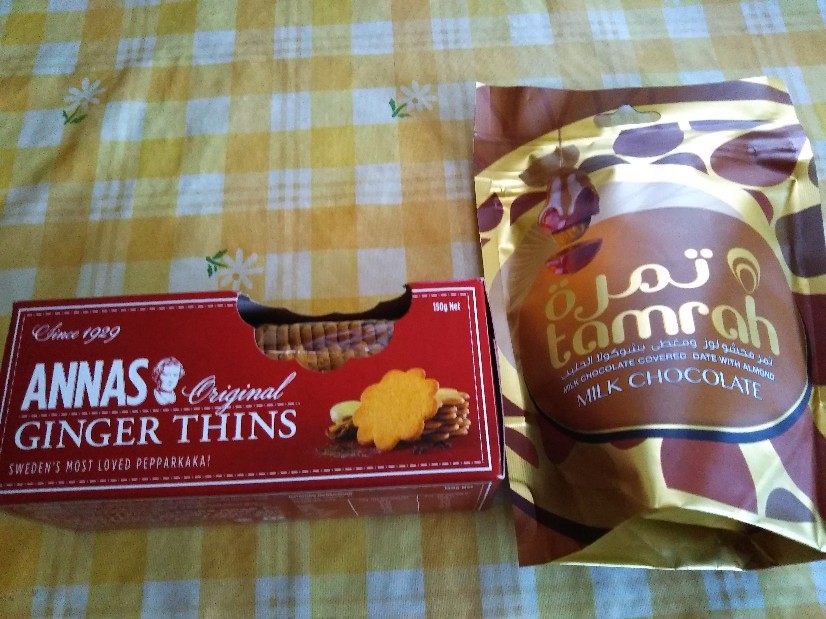 Since 1929
150g Net
ANNAS Original
GINGER THINS
SWEDEN'S MOST LOVED PEPPARKAKA!
تمرة
tamrah
تمر محشو لوز ومغطى بشوكولا الحليب
MILK CHOCOLATE COVERED DATE WITH ALMOND
MILK CHOCOLATE